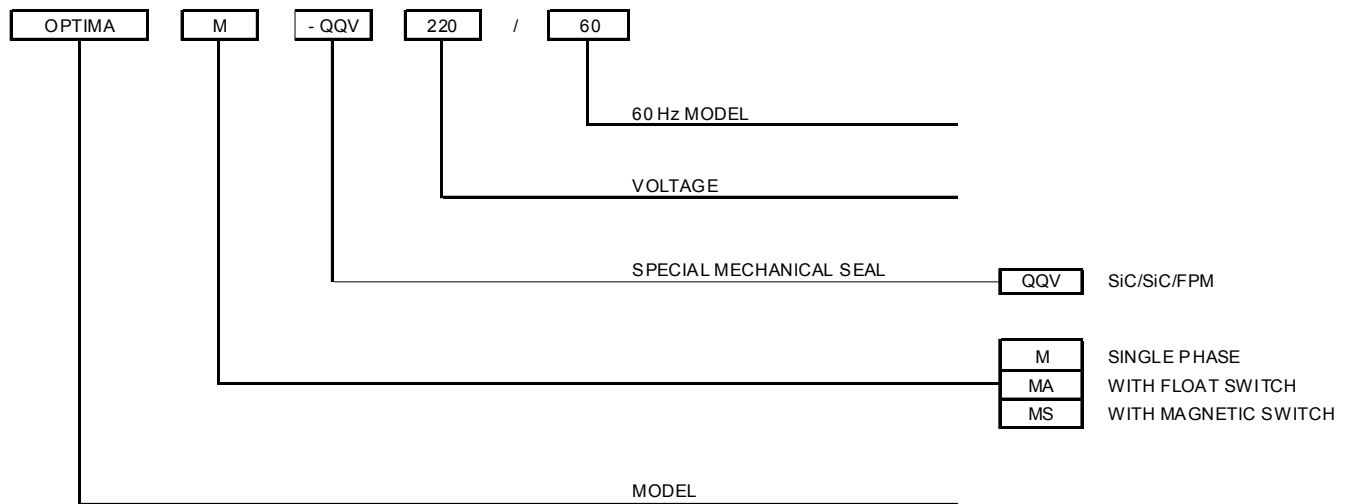 OPTIMA M - QQV 220 / 60
60 Hz MODEL
VOLTAGE
SPECIAL MECHANICAL SEAL QQV SiC/SiC/FPM
M SINGLE PHASE
MA WITH FLOAT SWITCH
MS WITH MAGNETIC SWITCH
MODEL